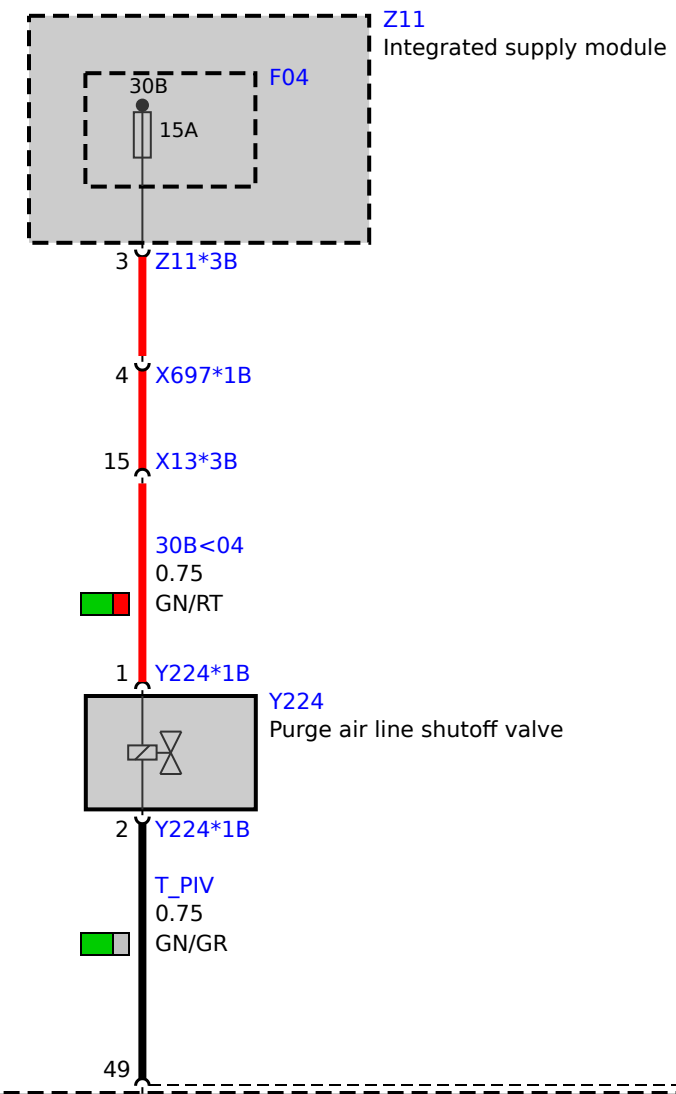 Z11
Integrated supply module
F04
30B
15A
3 Z11*3B
4 X697*1B
15 X13*3B
30B<04
0.75
GN/RT
1 Y224*1B
Y224
Purge air line shutoff valve
2 Y224*1B
T_PIV
0.75
GN/GR
49